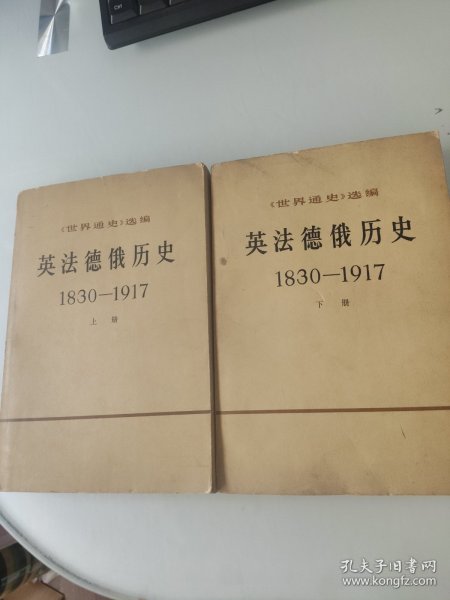 《世界通史》选编
英法德俄历史
1830—1917
上册
《世界通史》选编
英法德俄历史
1830—1917
下册
Ctrl
孔夫子旧书网
www.kongfz.com